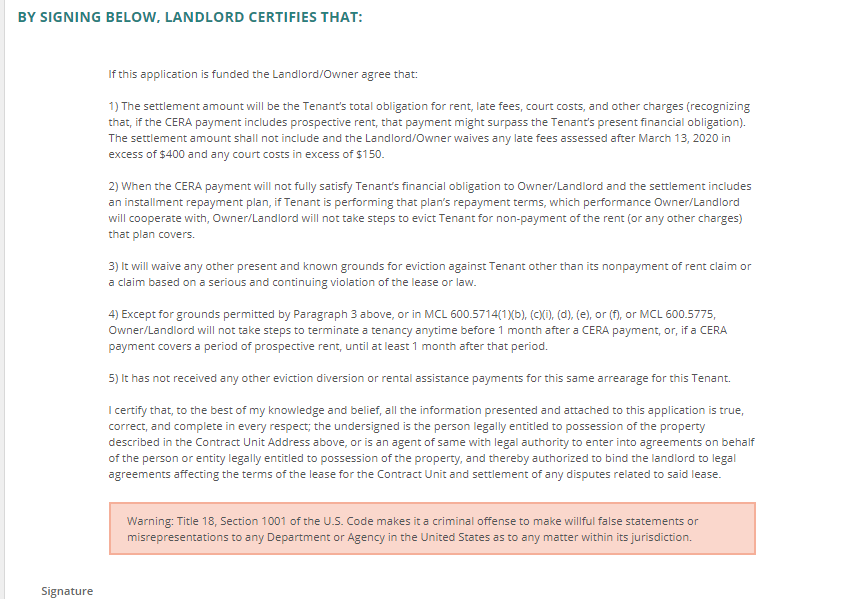 BY SIGNING BELOW, LANDLORD CERTIFIES THAT:
If this application is funded the Landlord/Owner agree that:
1) The settlement amount will be the Tenant's total obligation for rent, late fees, court costs, and other charges (recognizing
that, if the CERA payment includes prospective rent, that payment might surpass the Tenant's present financial obligation).
The settlement amount shall not include and the Landlord/Owner waives any late fees assessed after March 13, 2020 in
excess of $400 and any court costs in excess of $150.
2) When the CERA payment will not fully satisfy Tenant's financial obligation to Owner/Landlord and the settlement includes
an installment repayment plan, if Tenant is performing that plan's repayment terms, which performance Owner/Landlord
will cooperate with, Owner/Landlord will not take steps to evict Tenant for non-payment of the rent (or any other charges)
that plan covers.
3) It will waive any other present and known grounds for eviction against Tenant other than its nonpayment of rent claim or
a claim based on a serious and continuing violation of the lease or law.
4) Except for grounds permitted by Paragraph 3 above, or in MCL 600.5714(1)(b), (c)(i), (d), (e), or (f), or MCL 600.5775,
Owner/Landlord will not take steps to terminate a tenancy anytime before 1 month after a CERA payment, or, if a CERA
payment covers a period of prospective rent, until at least 1 month after that period.
5) It has not received any other eviction diversion or rental assistance payments for this same arrearage for this Tenant.
I certify that, to the best of my knowledge and belief, all the information presented and attached to this application is true,
correct, and complete in every respect; the undersigned is the person legally entitled to possession of the property
described in the Contract Unit Address above, or is an agent of same with legal authority to enter into agreements on behalf
of the person or entity legally entitled to possession of the property, and thereby authorized to bind the landlord to legal
agreements affecting the terms of the lease for the Contract Unit and settlement of any disputes related to said lease.
Warning: Title 18, Section 1001 of the U.S. Code makes it a criminal offense to make willful false statements or
misrepresentations to any Department or Agency in the United States as to any matter within its jurisdiction.
Signature